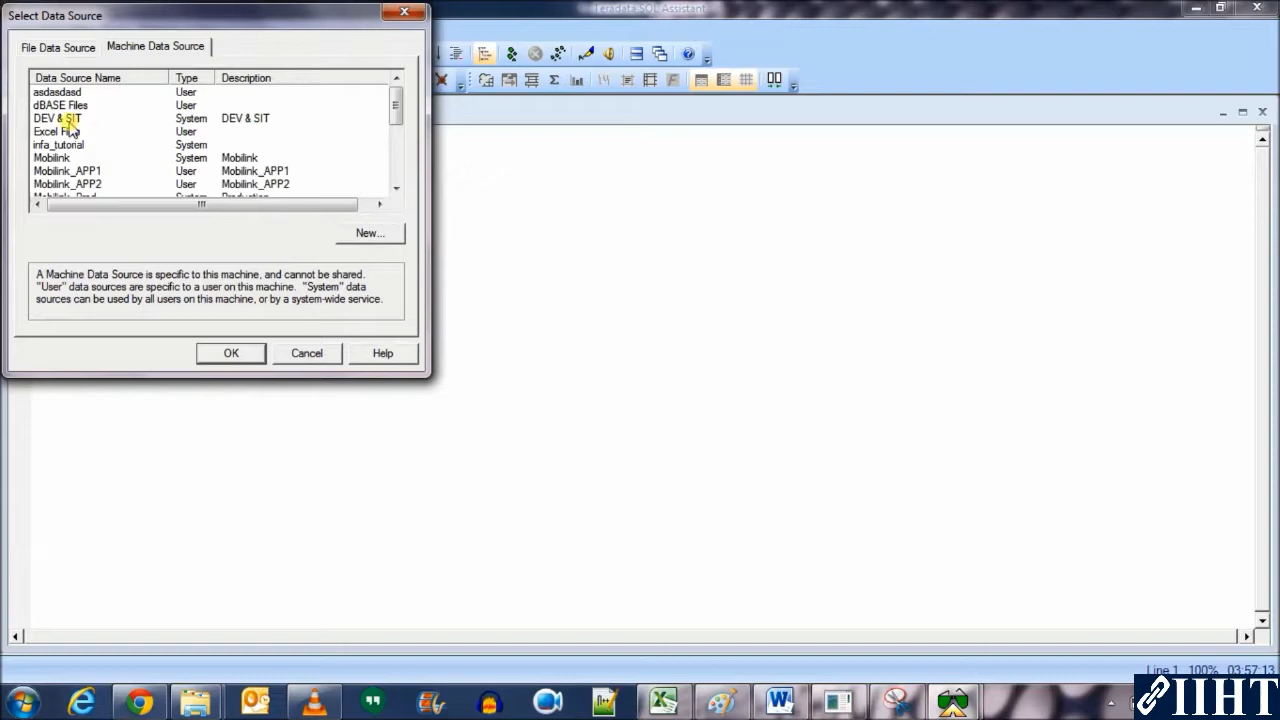 Select Data Source
Teradata SQL Assistant
File Data Source
Machine Data Source
Data Source Name Type Description
asdasdasd User
dBASE Files User
DEV & SIT System DEV & SIT
Excel Files User
infa_tutorial System
Mobilink System Mobilink
Mobilink_APP1 User Mobilink_APP1
Mobilink_APP2 User Mobilink_APP2
Mobilink_Prod System Production
New...
A Machine Data Source is specific to this machine, and cannot be shared.
"User" data sources are specific to a user on this machine. "System" data
sources can be used by all users on this machine, or by a system-wide service.
OK Cancel Help
Line 1, 100% 03:57:13
IIHT